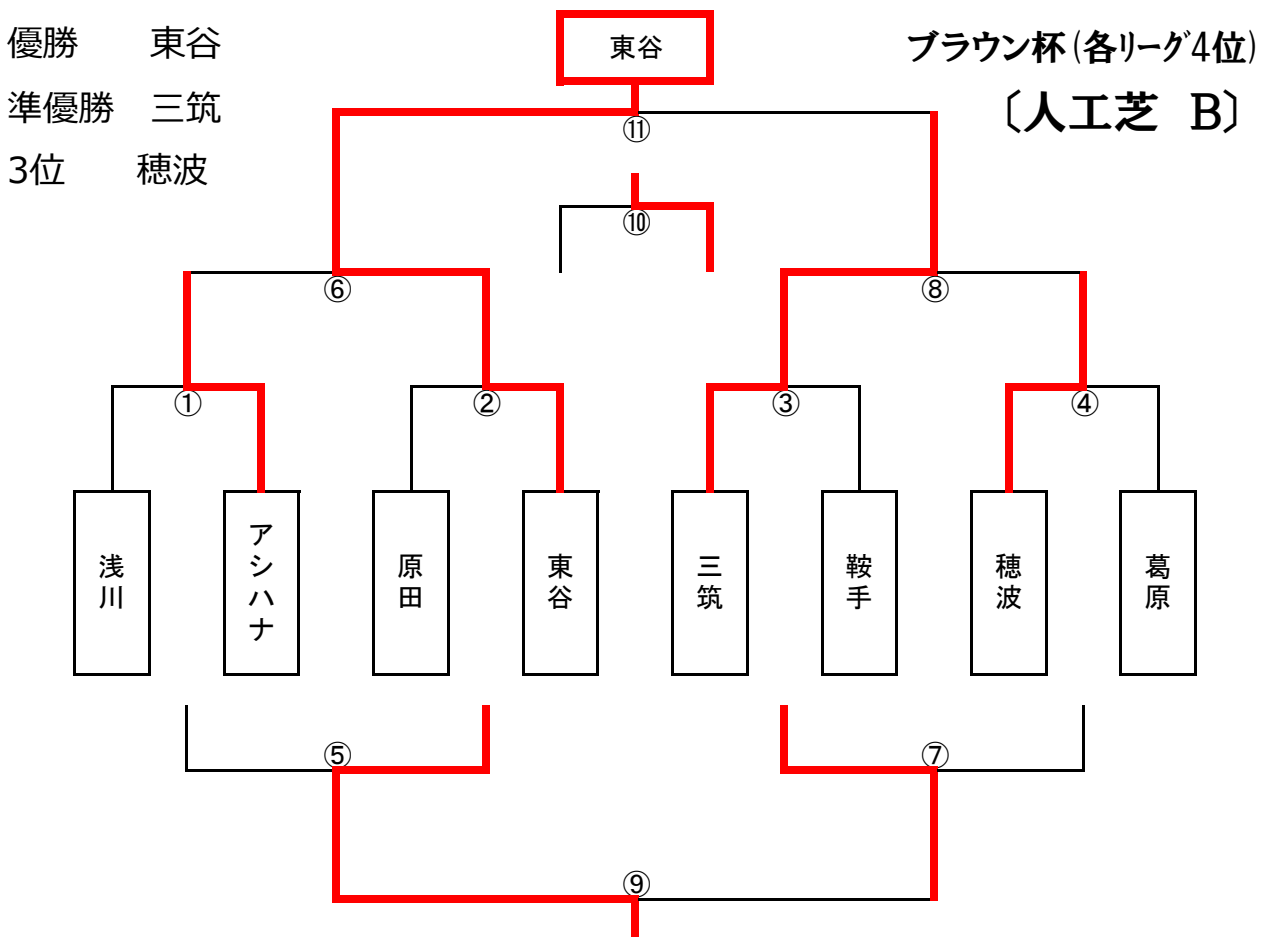 優勝 東谷
準優勝 三筑
3位 穂波
東谷
ブラウン杯(各リーグ4位)
〔人工芝 B〕
⑪
⑩
⑥
⑧
①
②
③
④
浅川
アシハナ
原田
東谷
三筑
鞍手
穂波
葛原
⑤
⑦
⑨